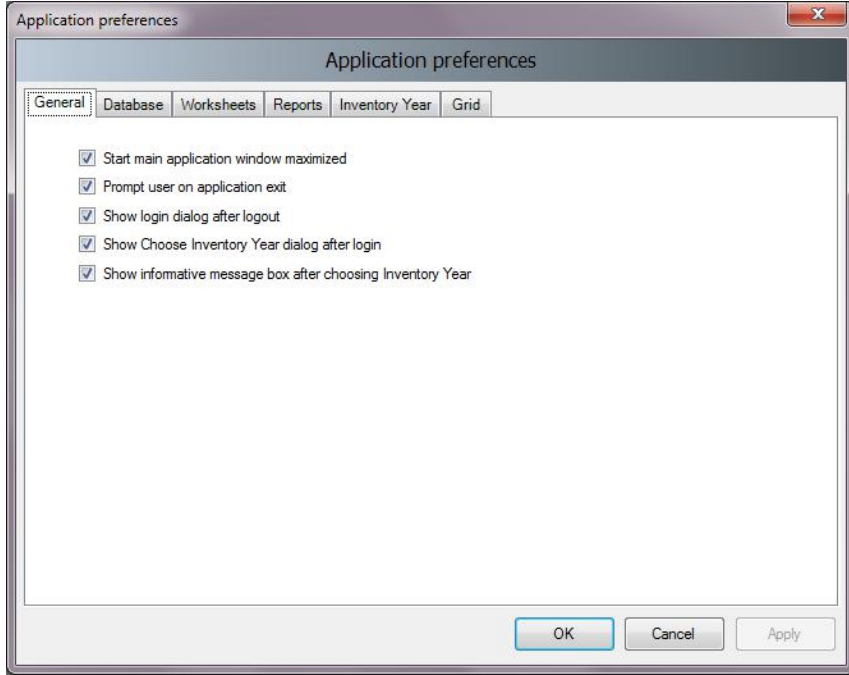 Application preferences
Application preferences
General Database Worksheets Reports Inventory Year Grid
Start main application window maximized
Prompt user on application exit
Show login dialog after logout
Show Choose Inventory Year dialog after login
Show informative message box after choosing Inventory Year
OK Cancel Apply